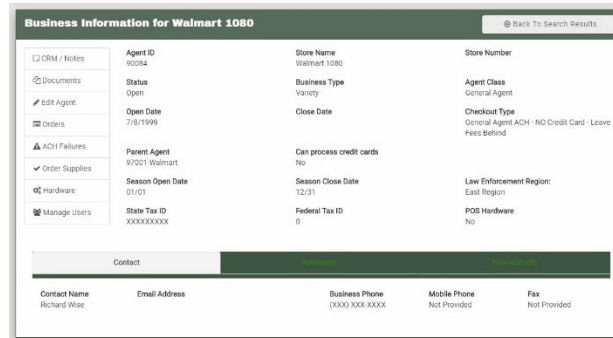 Business Information for Walmart 1080
Back To Search Results
CRM / Notes
Documents
Edit Agent
Orders
ACH Failures
Order Supplies
Hardware
Manage Users
Agent ID
90084
Store Name
Walmart 1080
Store Number
Status
Open
Business Type
Variety
Agent Class
General Agent
Open Date
7/8/1999
Close Date
Checkout Type
General Agent ACH - NO Credit Card - Leave
Fees Behind
Parent Agent
97001-Walmart
Can process credit cards
No
Season Open Date
01/01
Season Close Date
12/31
Law Enforcement Region:
East Region
State Tax ID
XXXXXXXXX
Federal Tax ID
0
POS Hardware
No
Contact
Addresses
Financial Info
Contact Name
Richard Wise
Email Address
Business Phone
(XXX) XXX-XXXX
Mobile Phone
Not Provided
Fax
Not Provided